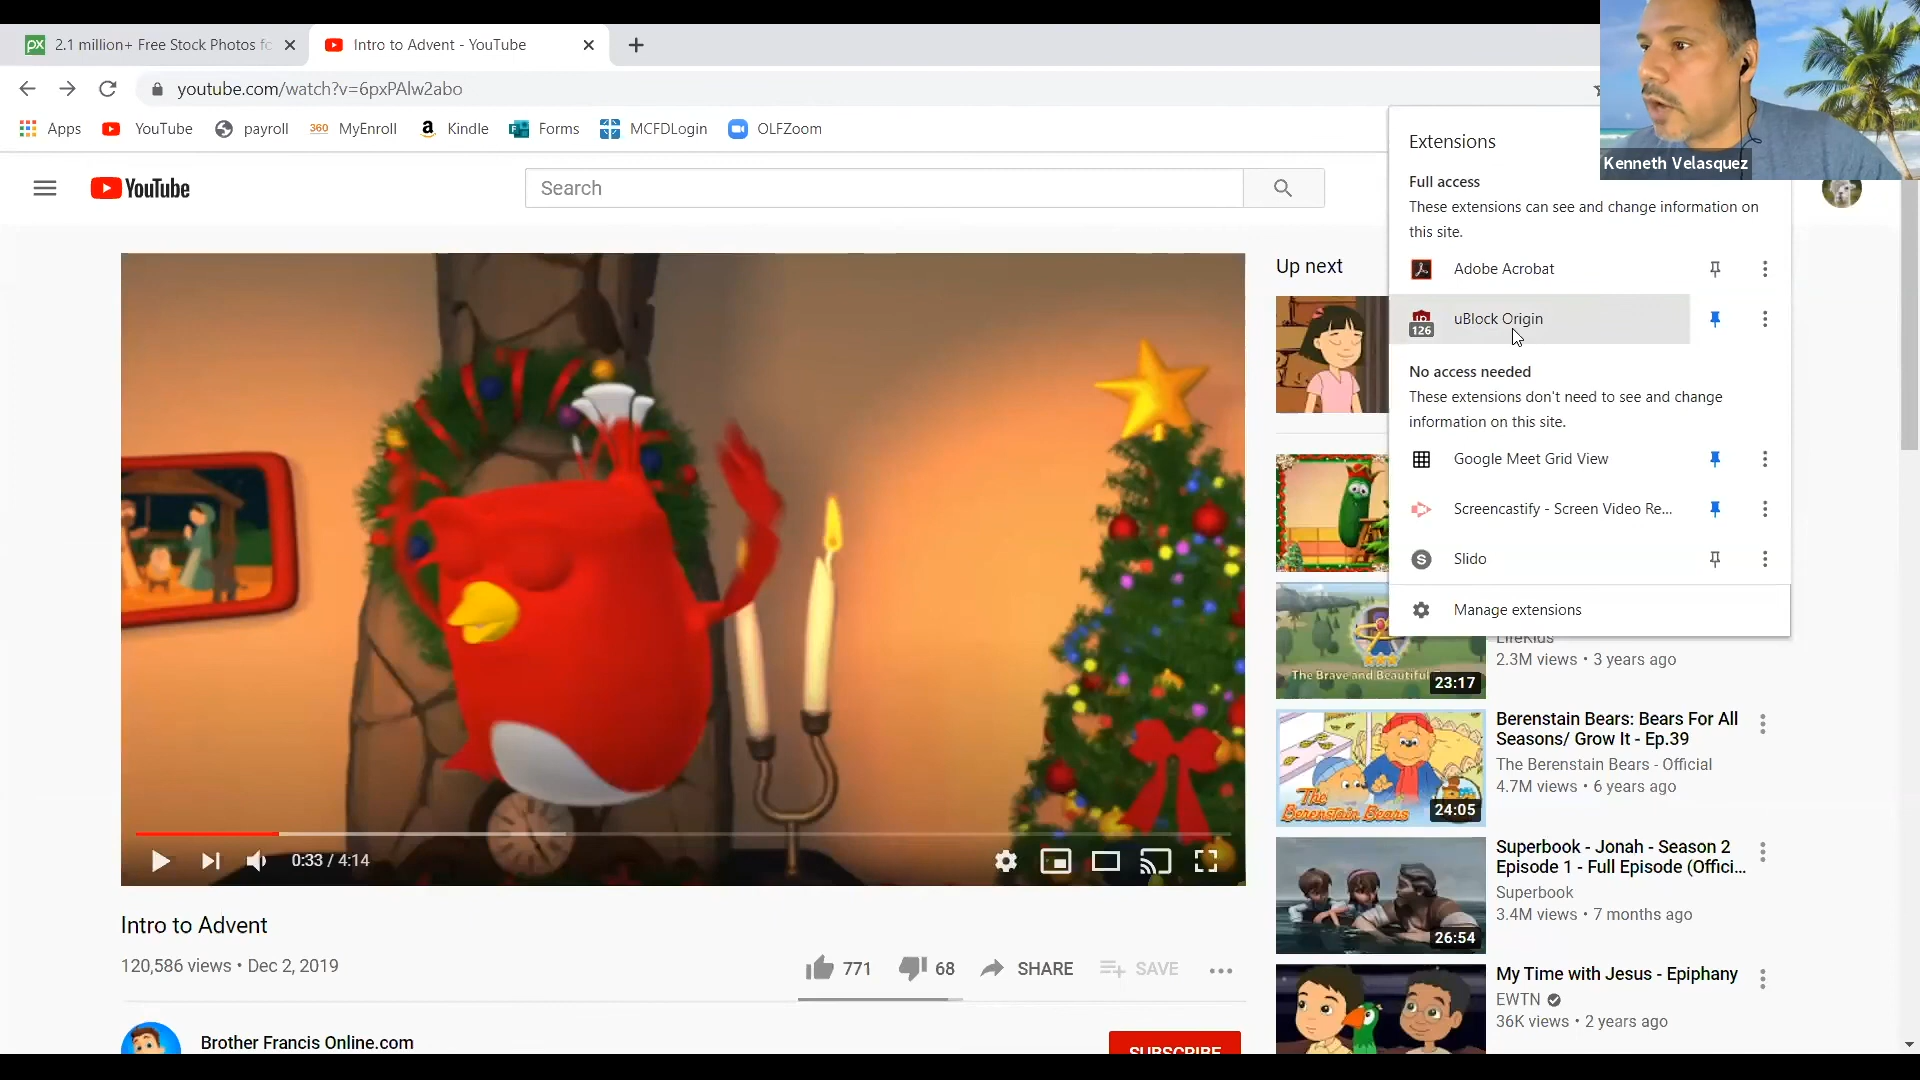 2.1 million+ Free Stock Photos fo
Intro to Advent - YouTube
youtube.com/watch?v=6pxPAlw2abo
Apps
YouTube
payroll
360
MyEnroll
Kindle
Forms
MCFDLogin
OLFZoom
YouTube
Search
Kenneth Velasquez
Extensions
Full access
These extensions can see and change information on
this site.
Adobe Acrobat
126
uBlock Origin
No access needed
These extensions don't need to see and change
information on this site.
Google Meet Grid View
Screencastify - Screen Video Re...
Slido
Manage extensions
Up next
LifeKids
2.3M views • 3 years ago
The Brave and Beautiful
23:17
Berenstain Bears: Bears For All
Seasons/ Grow It - Ep.39
The Berenstain Bears - Official
4.7M views • 6 years ago
The
Berenstain Bears
24:05
Superbook - Jonah - Season 2
Episode 1 - Full Episode (Offici...
Superbook
3.4M views • 7 months ago
26:54
My Time with Jesus - Epiphany
EWTN
36K views • 2 years ago
0:33 / 4:14
Intro to Advent
120,586 views • Dec 2, 2019
771
68
SHARE
SAVE
Brother Francis Online.com
SUBSCRIBE